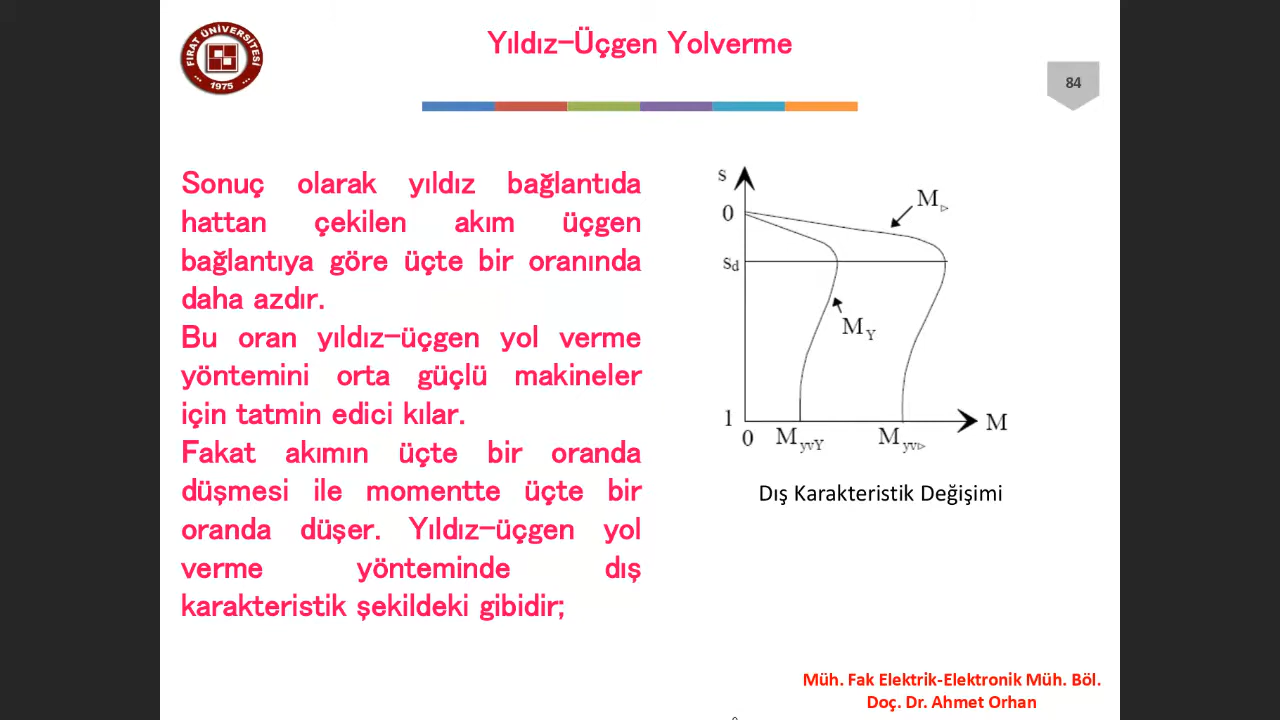 FIRAT ÜNİVERSİTESİ
1975
Yıldız-Üçgen Yolverme
84
Sonuç olarak yıldız bağlantıda
hattan çekilen akım üçgen
bağlantıya göre üçte bir oranında
daha azdır.
Bu oran yıldız-üçgen yol verme
yöntemini orta güçlü makineler
için tatmin edici kılar.
Fakat akımın üçte bir oranda
düşmesi ile momentte üçte bir
oranda düşer. Yıldız-üçgen yol
verme yönteminde dış
karakteristik şekildeki gibidir;
s
0
M▹
sd
MY
1
M
0
MyvY
Myv▹
Dış Karakteristik Değişimi
Müh. Fak Elektrik-Elektronik Müh. Böl.
Doç. Dr. Ahmet Orhan